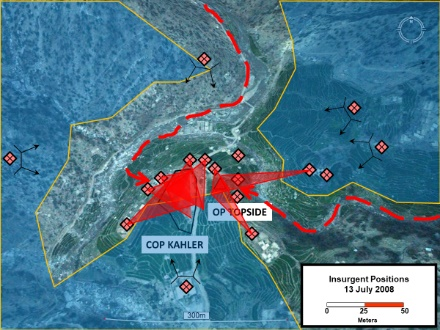 OP TOPSIDE
COP KAHLER
Insurgent Positions
13 July 2008
0 25 50
Meters
300m